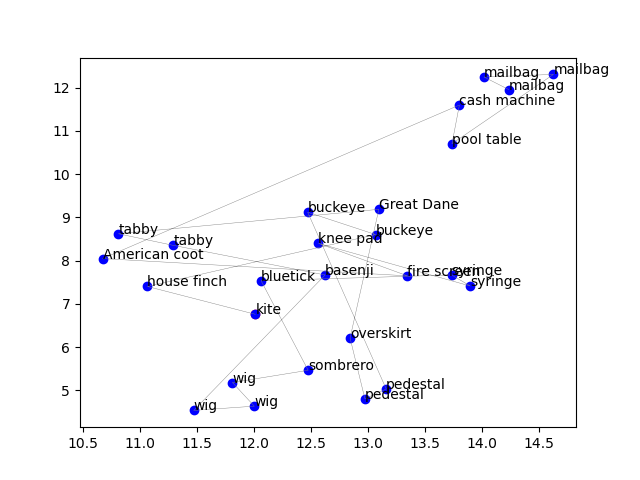 mailbag
mailbag
mailbag
cash machine
pool table
Great Dane
buckeye
tabby
buckeye
knee pad
tabby
American coot
basenji
fire screen
syringe
bluetick
house finch
syringe
kite
overskirt
sombrero
wig
pedestal
pedestal
wig
wig
12
11
10
9
8
7
6
5
10.5 11.0 11.5 12.0 12.5 13.0 13.5 14.0 14.5